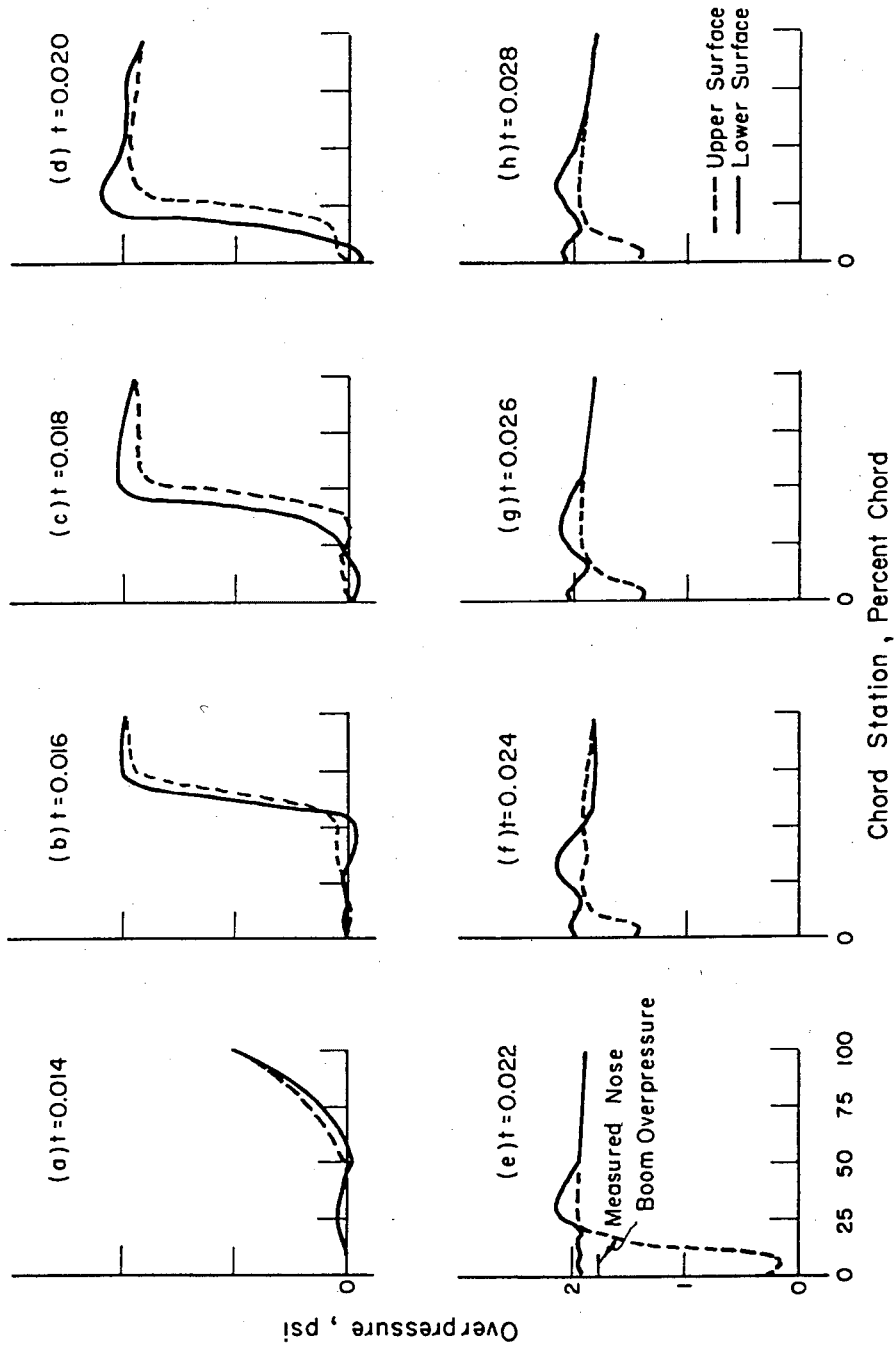 Overpressure, psi
(a) t=0.014
(b) t=0.016
(c) t=0.018
(d) t=0.020
0
(e) t=0.022
(f) t=0.024
(g) t=0.026
(h) t=0.028
Measured Nose
Boom Overpressure
Upper Surface
Lower Surface
2
1
0
0 25 50 75 100
0
0
0
Chord Station, Percent Chord